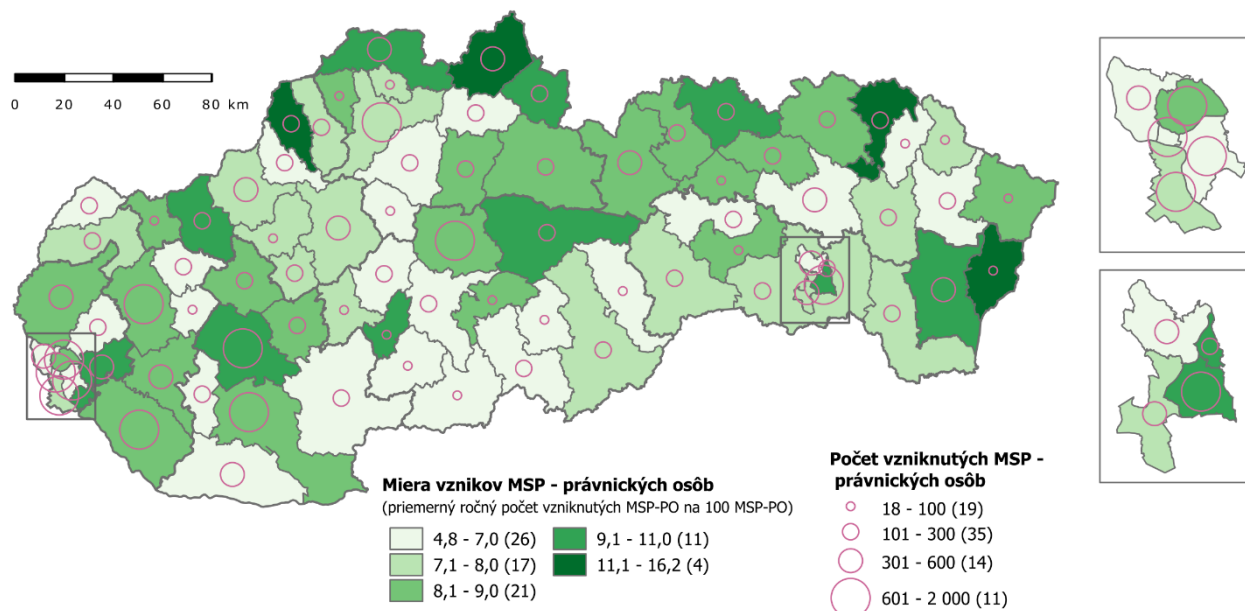 0 20 40 60 80 km
Miera vznikov MSP - právnických osôb
(priemerný ročný počet vzniknutých MSP-PO na 100 MSP-PO)
4,8 - 7,0 (26)
7,1 - 8,0 (17)
8,1 - 9,0 (21)
9,1 - 11,0 (11)
11,1 - 16,2 (4)
Počet vzniknutých MSP -
právnických osôb
18 - 100 (19)
101 - 300 (35)
301 - 600 (14)
601 - 2 000 (11)